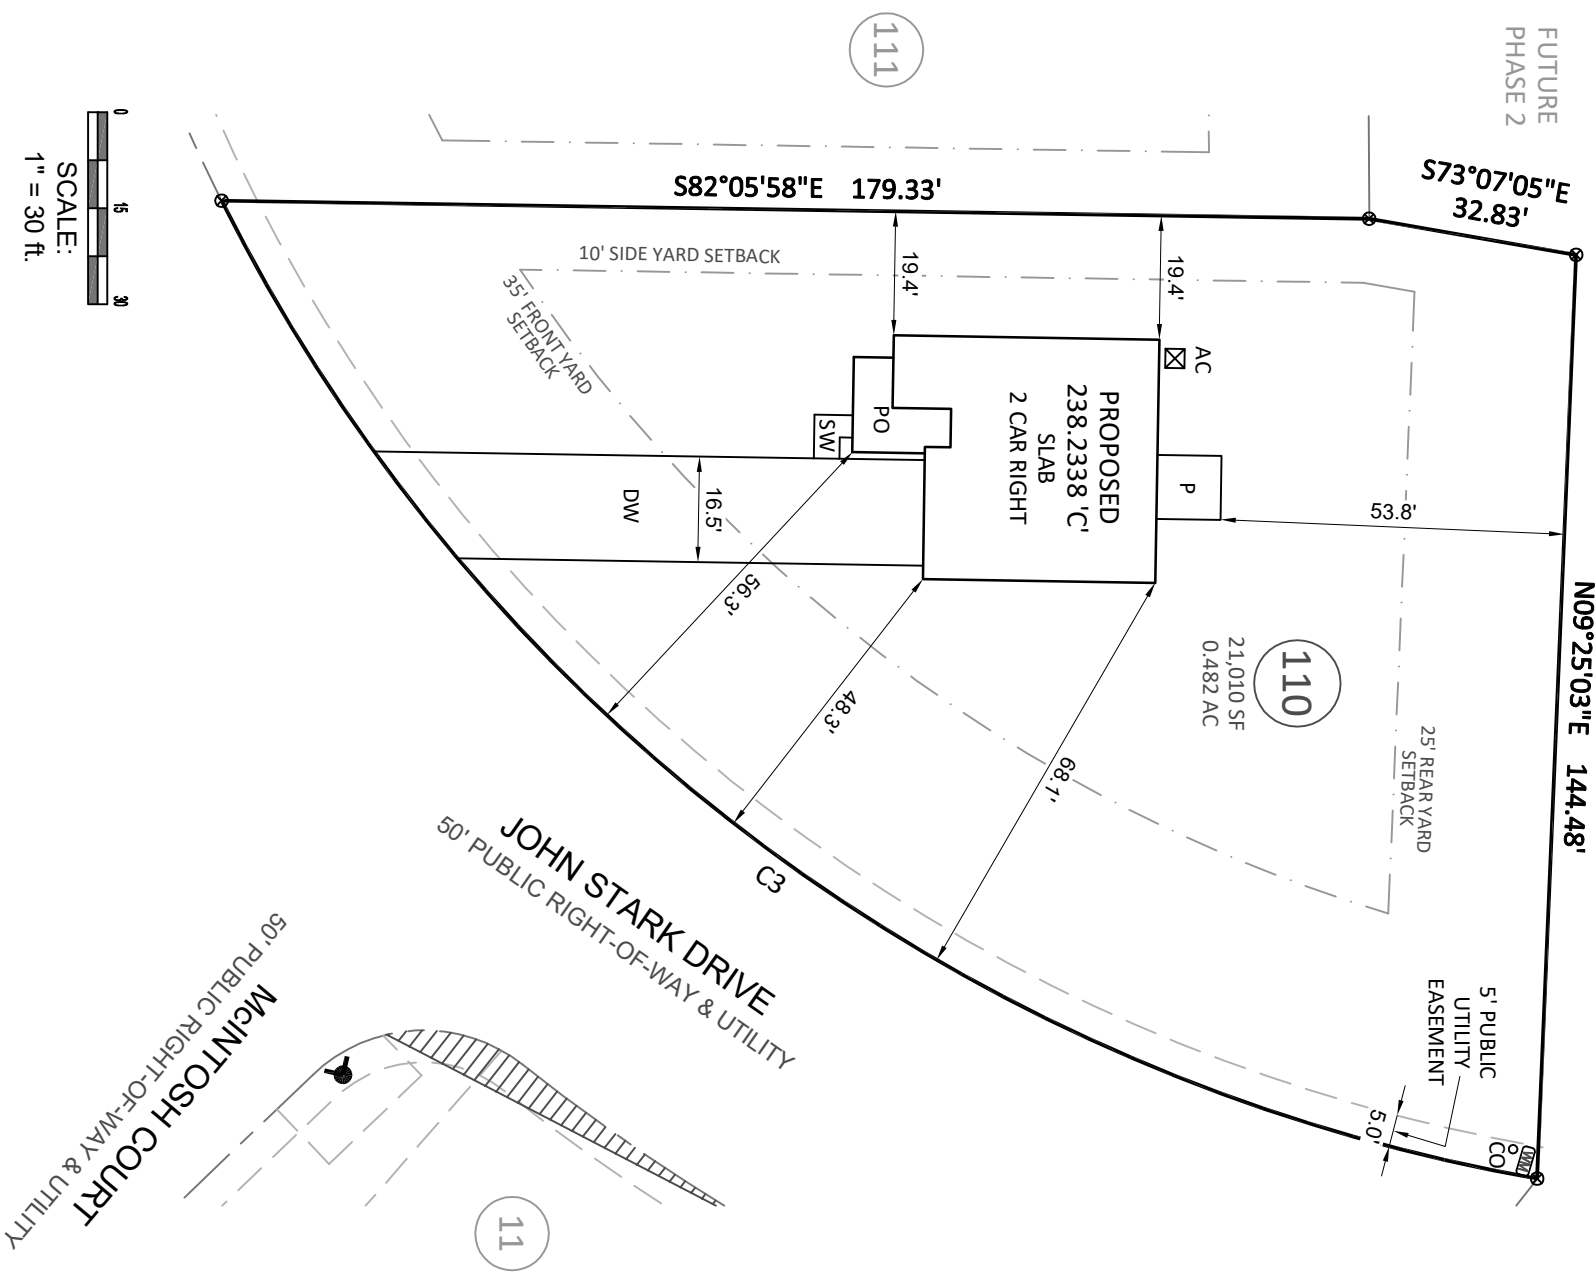 FUTURE
PHASE 2
111
S73°07'05"E
32.83'
S82°05'58"E 179.33'
0
15
30
SCALE:
1" = 30 ft.
10' SIDE YARD SETBACK
35' FRONT YARD
SETBACK
19.4'
19.4'
AC
PROPOSED
238.2338 'C'
SLAB
2 CAR RIGHT
PO
SW
P
53.8'
16.5'
DW
56.3'
48.3'
68.1'
N09°25'03"E 144.48'
110
21,010 SF
0.482 AC
25' REAR YARD
SETBACK
C3
JOHN STARK DRIVE
50' PUBLIC RIGHT-OF-WAY & UTILITY
5' PUBLIC
UTILITY
EASEMENT
5.0'
CO
WM
McINTOSH COURT
50' PUBLIC RIGHT-OF-WAY & UTILITY
11